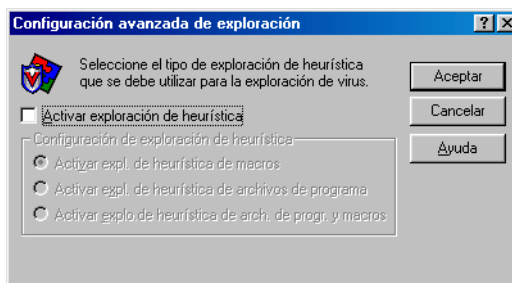 Configuración avanzada de exploración
Seleccione el tipo de exploración de heurística
que se debe utilizar para la exploración de virus.
Aceptar
Activar exploración de heurística
Cancelar
Configuración de exploración de heurística
Ayuda
Activar expl. de heurística de macros
Activar expl. de heurística de archivos de programa
Activar explo.de heurística de arch. de progr. y macros